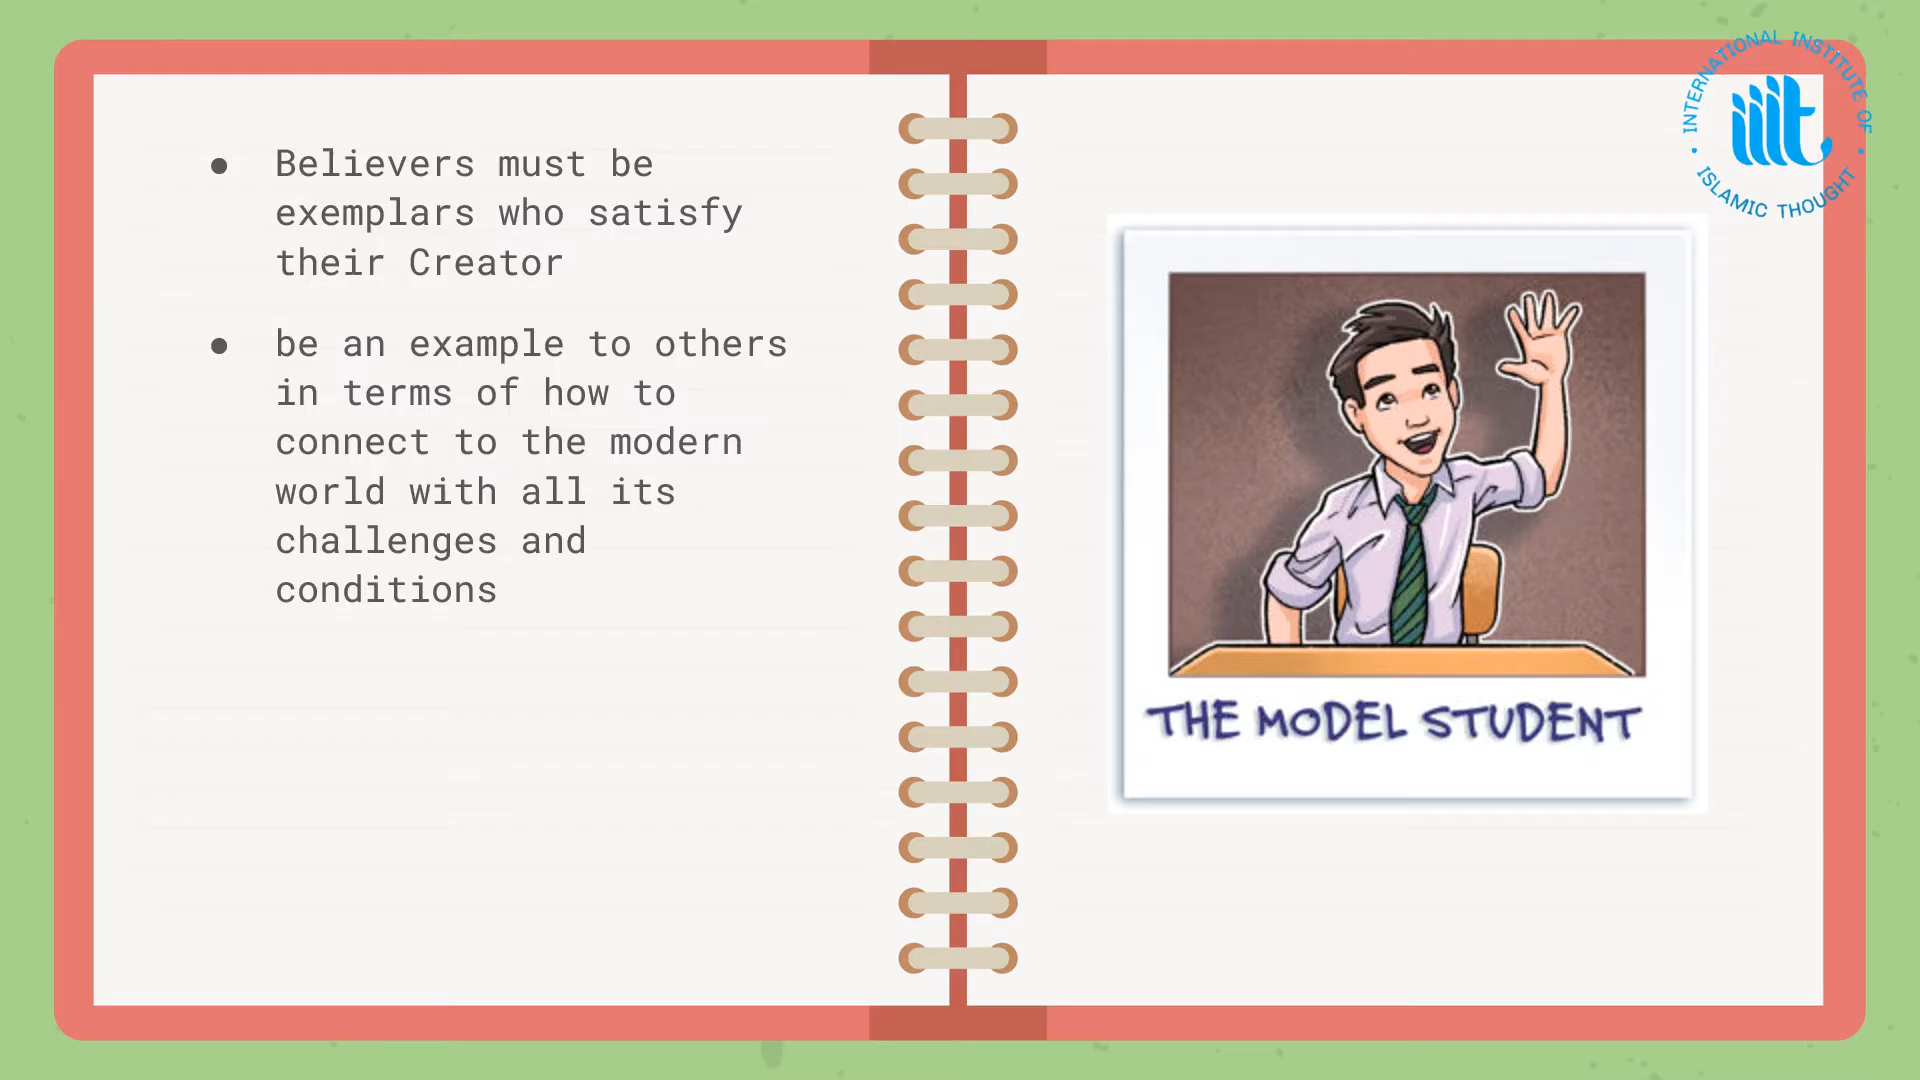 ● Believers must be
exemplars who satisfy
their Creator
● be an example to others
in terms of how to
connect to the modern
world with all its
challenges and
conditions
INTERNATIONAL INSTITUTE OF
iiit
ISLAMIC THOUGHT
THE MODEL STUDENT